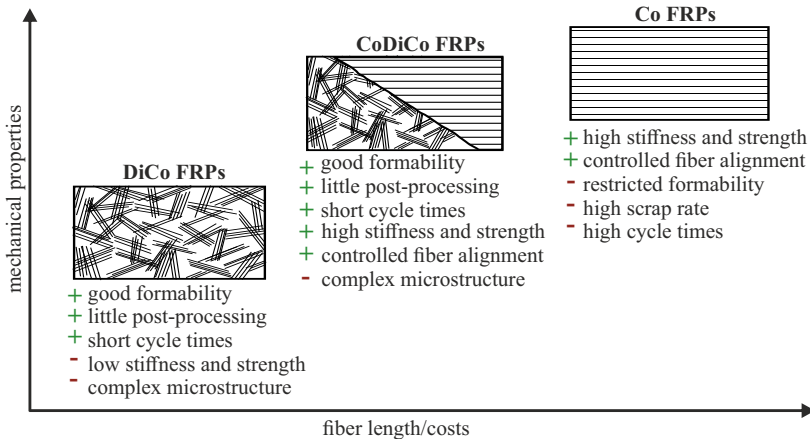 Co FRPs
+ high stiffness and strength
+ controlled fiber alignment
- restricted formability
- high scrap rate
- high cycle times
CoDiCo FRPs
+ good formability
+ little post-processing
+ short cycle times
+ high stiffness and strength
+ controlled fiber alignment
- complex microstructure
DiCo FRPs
+ good formability
+ little post-processing
+ short cycle times
- low stiffness and strength
- complex microstructure
mechanical properties
fiber length/costs